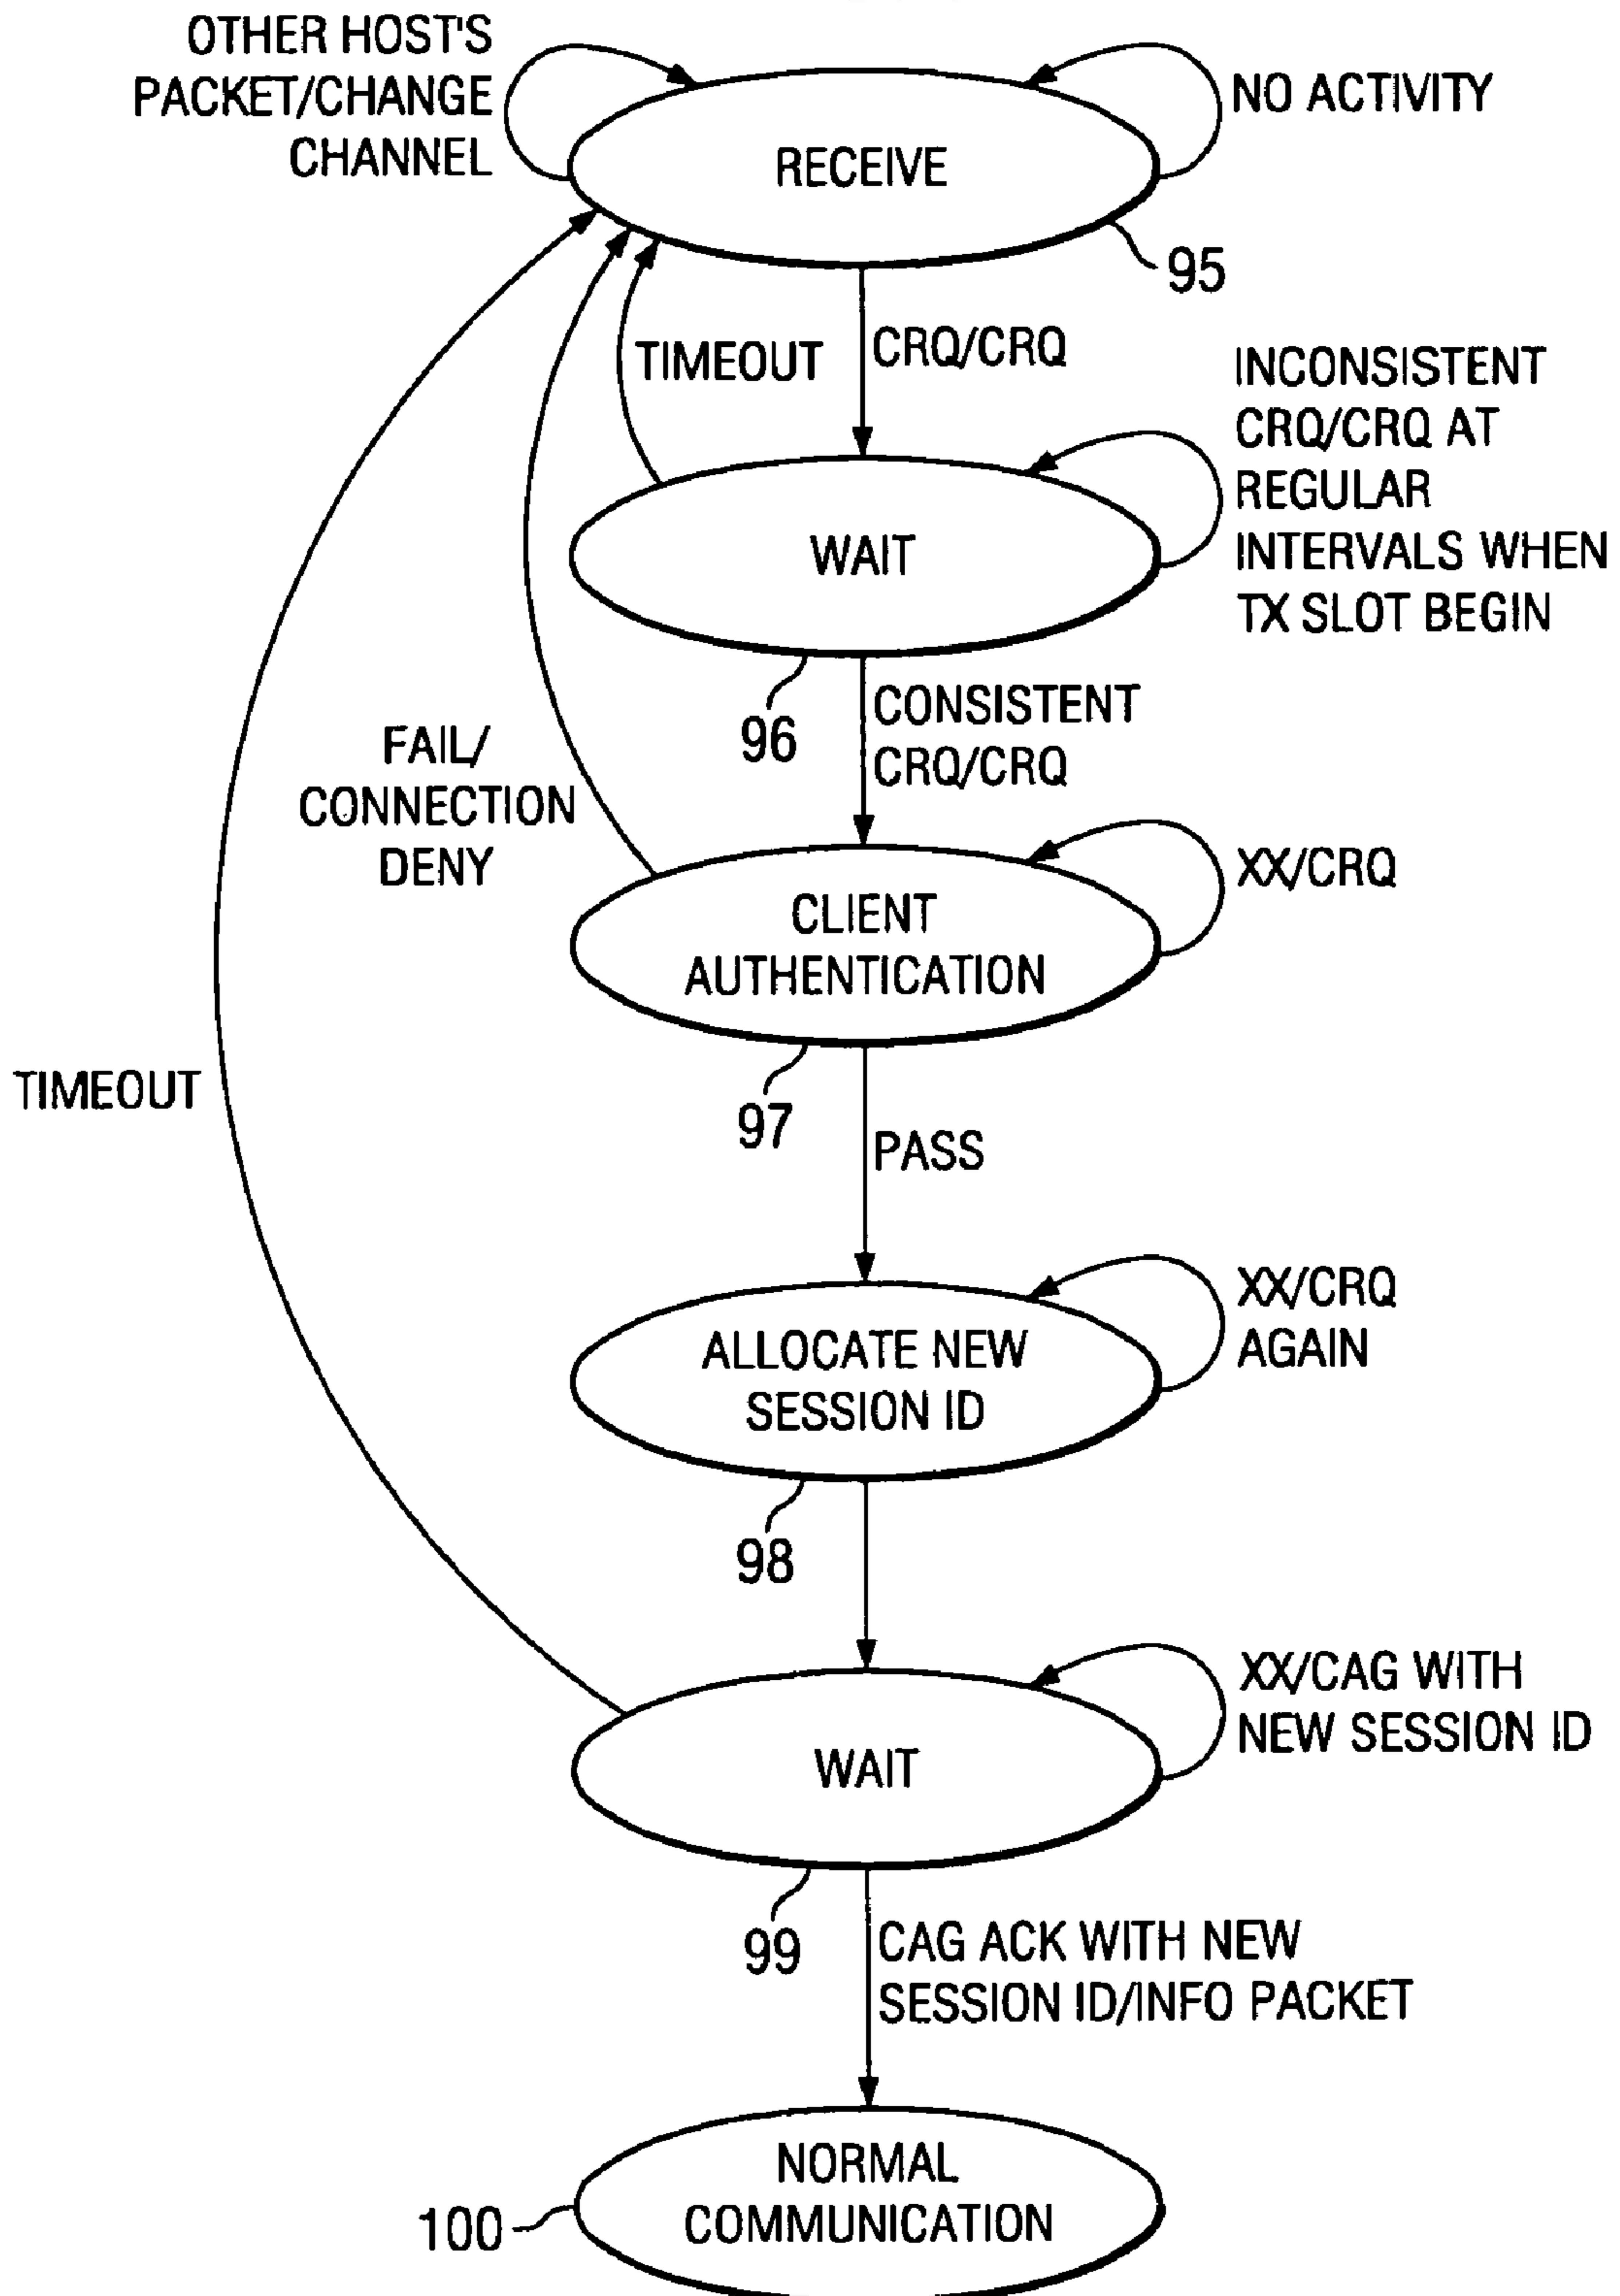 OTHER HOST'S
PACKET/CHANGE
CHANNEL
NO ACTIVITY
RECEIVE
95
TIMEOUT
CRQ/CRQ
INCONSISTENT
CRQ/CRQ AT
REGULAR
INTERVALS WHEN
TX SLOT BEGIN
WAIT
96
CONSISTENT
CRQ/CRQ
FAIL/
CONNECTION
DENY
XX/CRQ
CLIENT
AUTHENTICATION
97
TIMEOUT
PASS
XX/CRQ
AGAIN
ALLOCATE NEW
SESSION ID
98
XX/CAG WITH
NEW SESSION ID
WAIT
99
CAG ACK WITH NEW
SESSION ID/INFO PACKET
NORMAL
COMMUNICATION
100